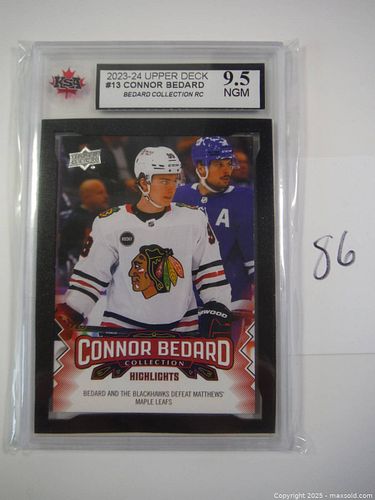 KSA
2023-24 UPPER DECK
#13 CONNOR BEDARD
BEDARD COLLECTION RC
9.5
NGM
UPPER DECK
A
CONNOR BEDARD
COLLECTION
HIGHLIGHTS
BEDARD AND THE BLACKHAWKS DEFEAT MATTHEWS'
MAPLE LEAFS
86
Copyright 2025 - maxsold.com